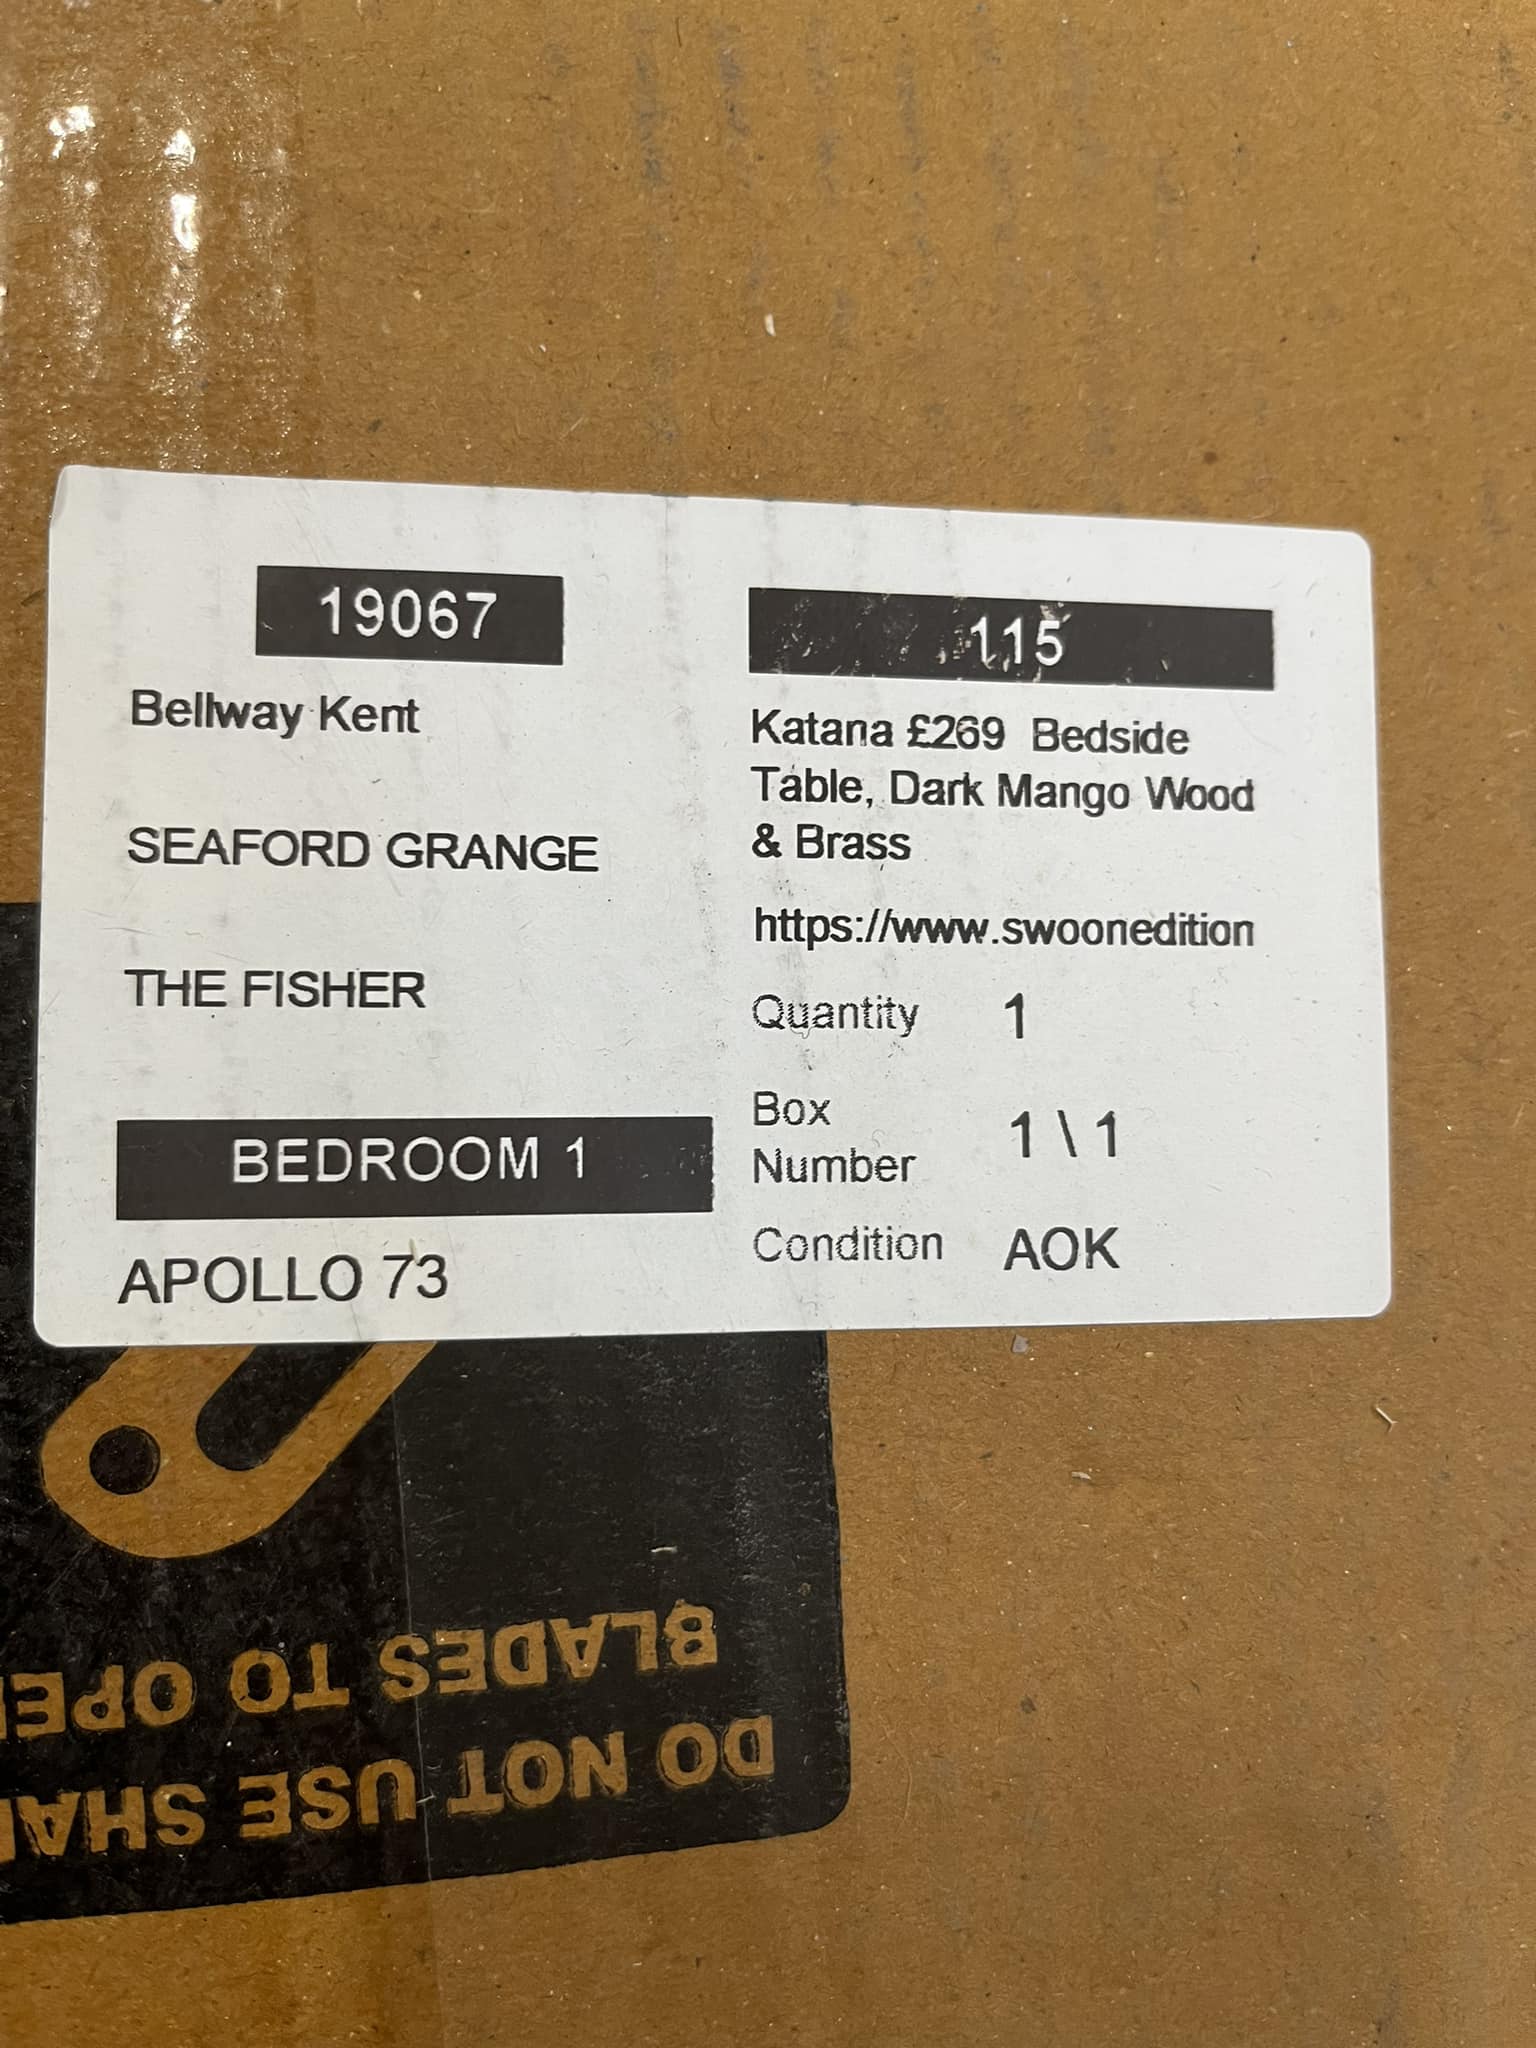 19067
Bellway Kent
SEAFORD GRANGE
THE FISHER
BEDROOM 1
APOLLO 73
115
Katana £269 Bedside
Table, Dark Mango Wood
& Brass
https://www.swoonedition
Quantity 1
Box
Number 1 \ 1
Condition AOK
DO NOT USE SHA
BLADES TO OPE